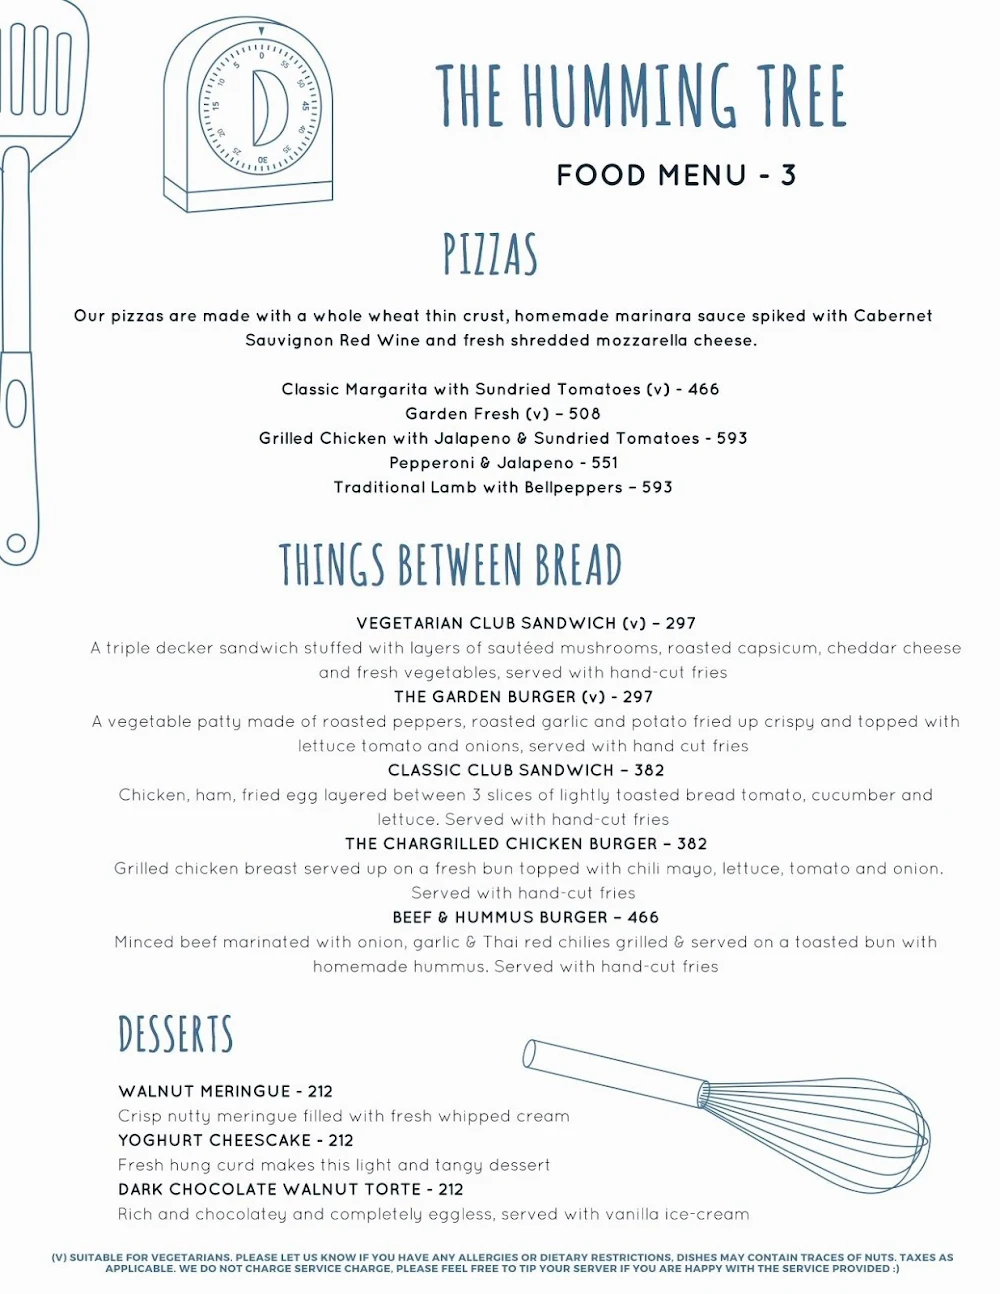 THE HUMMING TREE
FOOD MENU - 3
0
5
10
15
20
25
30
35
40
45
50
55
PIZZAS
Our pizzas are made with a whole wheat thin crust, homemade marinara sauce spiked with Cabernet
Sauvignon Red Wine and fresh shredded mozzarella cheese.
Classic Margarita with Sundried Tomatoes (v) - 466
Garden Fresh (v) – 508
Grilled Chicken with Jalapeno & Sundried Tomatoes - 593
Pepperoni & Jalapeno - 551
Traditional Lamb with Bellpeppers – 593
THINGS BETWEEN BREAD
VEGETARIAN CLUB SANDWICH (v) – 297
A triple decker sandwich stuffed with layers of sautéed mushrooms, roasted capsicum, cheddar cheese
and fresh vegetables, served with hand-cut fries
THE GARDEN BURGER (v) - 297
A vegetable patty made of roasted peppers, roasted garlic and potato fried up crispy and topped with
lettuce tomato and onions, served with hand cut fries
CLASSIC CLUB SANDWICH – 382
Chicken, ham, fried egg layered between 3 slices of lightly toasted bread tomato, cucumber and
lettuce. Served with hand-cut fries
THE CHARGRILLED CHICKEN BURGER – 382
Grilled chicken breast served up on a fresh bun topped with chili mayo, lettuce, tomato and onion.
Served with hand-cut fries
BEEF & HUMMUS BURGER – 466
Minced beef marinated with onion, garlic & Thai red chilies grilled & served on a toasted bun with
homemade hummus. Served with hand-cut fries
DESSERTS
WALNUT MERINGUE - 212
Crisp nutty meringue filled with fresh whipped cream
YOGHURT CHEESCAKE - 212
Fresh hung curd makes this light and tangy dessert
DARK CHOCOLATE WALNUT TORTE - 212
Rich and chocolatey and completely eggless, served with vanilla ice-cream
(V) SUITABLE FOR VEGETARIANS. PLEASE LET US KNOW IF YOU HAVE ANY ALLERGIES OR DIETARY RESTRICTIONS, DISHES MAY CONTAIN TRACES OF NUTS. TAXES AS
APPLICABLE. WE DO NOT CHARGE SERVICE CHARGE, PLEASE FEEL FREE TO TIP YOUR SERVER IF YOU ARE HAPPY WITH THE SERVICE PROVIDED :)